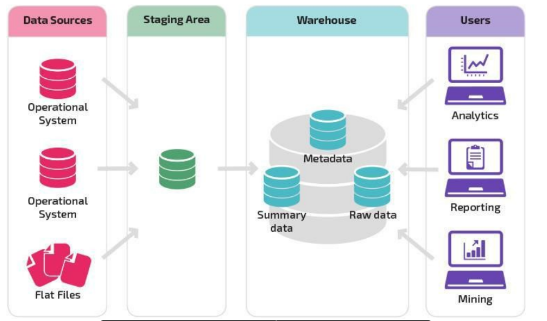 Data Sources
Staging Area
Warehouse
Users
Operational
System
Operational
System
Flat Files
Metadata
Summary
data
Raw data
Analytics
Reporting
Mining